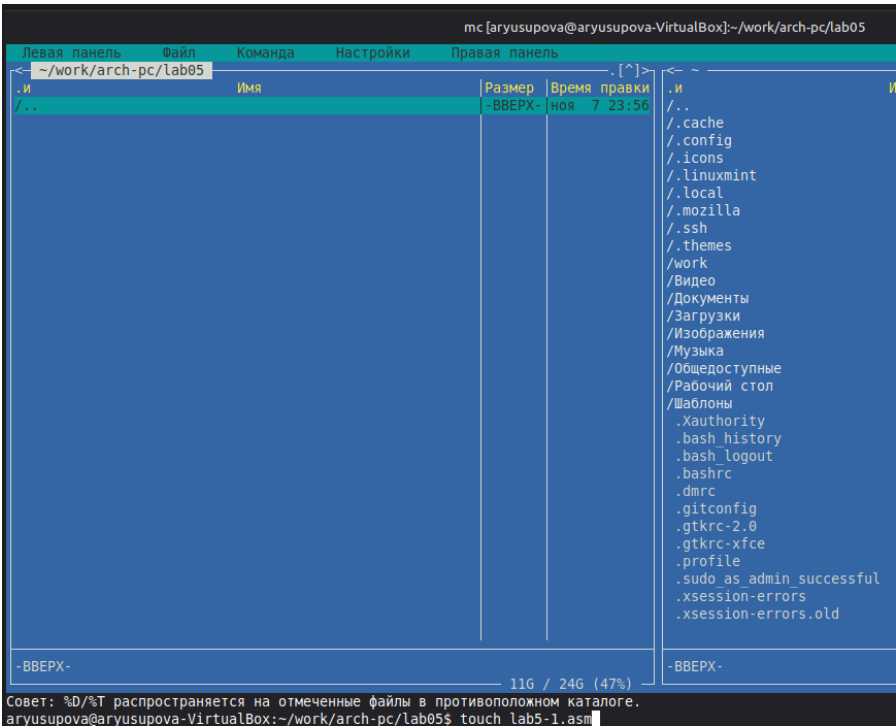 mc [aryusupova@aryusupova-VirtualBox]:~/work/arch-pc/lab05
Левая панель Файл Команда Настройки Правая панель
<— ~/work/arch-pc/lab05 .[^]>
.и Имя Размер Время правки
/.. -ВВЕРХ- ноя 7 23:56
-ВВЕРХ-
11G / 24G (47%)
<— ~
.и И
/..
/.cache
/.config
/.icons
/.linuxmint
/.local
/.mozilla
/.ssh
/.themes
/work
/Видео
/Документы
/Загрузки
/Изображения
/Музыка
/Общедоступные
/Рабочий стол
/Шаблоны
.Xauthority
.bash_history
.bash_logout
.bashrc
.dmrc
.gitconfig
.gtkrc-2.0
.gtkrc-xfce
.profile
.sudo_as_admin_successful
.xsession-errors
.xsession-errors.old
-ВВЕРХ-
Совет: %D/%T распространяется на отмеченные файлы в противоположном каталоге.
aryusupova@aryusupova-VirtualBox:~/work/arch-pc/lab05$ touch lab5-1.asm